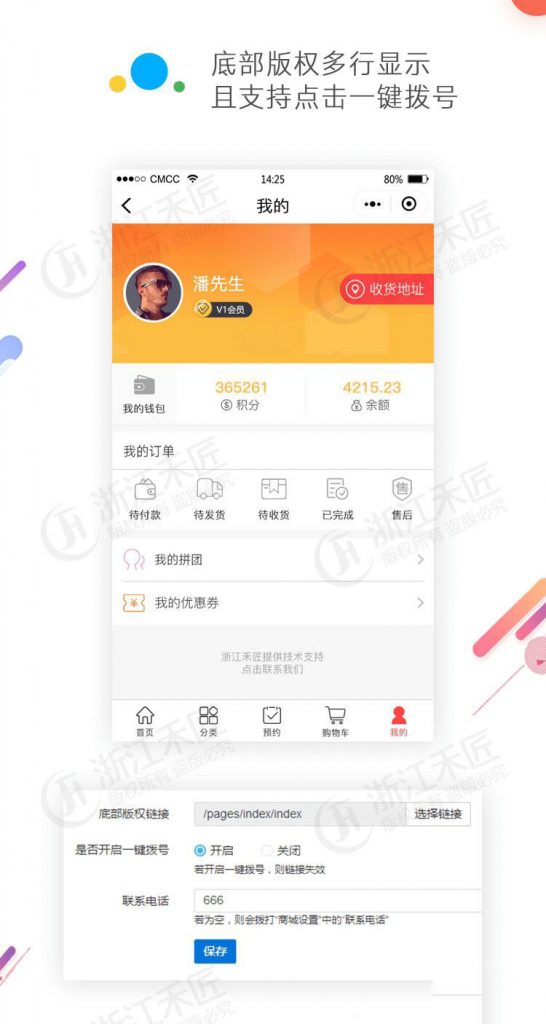 底部版权多行显示
且支持点击一键拨号
CMCC 14:25 80%
我的
潘先生
V1会员
收货地址
我的钱包
365261
积分
4215.23
余额
我的订单
待付款 待发货 待收货 已完成 售后
售
我的拼团
我的优惠券
浙江禾匠提供技术支持
点击联系我们
首页 分类 预约 购物车 我的
底部版权链接 /pages/index/index 选择链接
是否开启一键拨号 开启 关闭
若开启一键拨号，则链接失效
联系电话 666
若为空，则会拨打"商城设置"中的"联系电话"
保存
浙江禾匠
版权所有 盗版必究